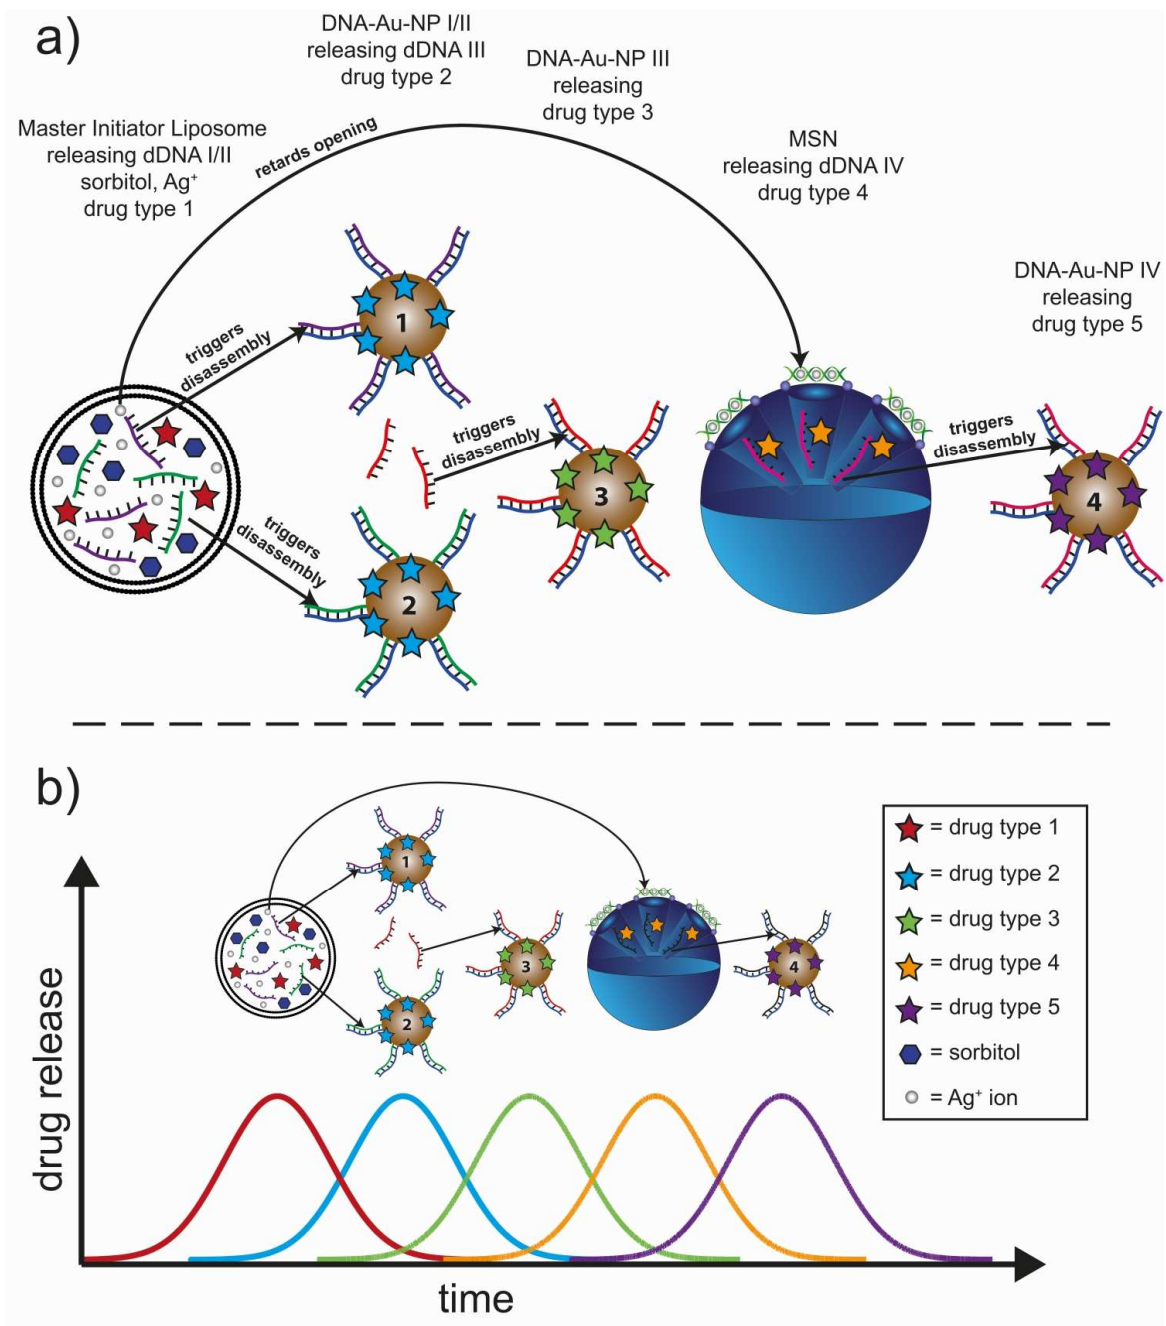 a)
DNA-Au-NP I/II
releasing dDNA III
drug type 2
DNA-Au-NP III
releasing
drug type 3
Master Initiator Liposome
releasing dDNA I/II
sorbitol, Ag⁺
drug type 1
retards opening
MSN
releasing dDNA IV
drug type 4
DNA-Au-NP IV
releasing
drug type 5
triggers
disassembly
1
triggers
disassembly
3
triggers
disassembly
4
triggers
disassembly
2
b)
1
3
4
2
= drug type 1
= drug type 2
= drug type 3
= drug type 4
= drug type 5
= sorbitol
= Ag⁺ ion
drug release
time